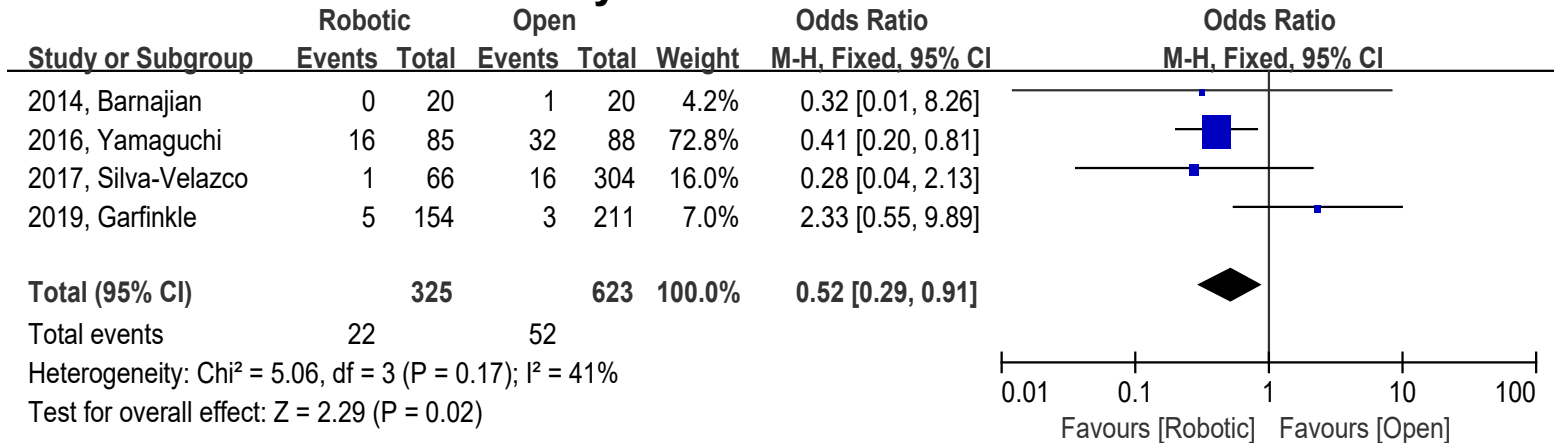 Robotic Open Odds Ratio Odds Ratio
Study or Subgroup Events Total Events Total Weight M-H, Fixed, 95% CI M-H, Fixed, 95% CI
2014, Barnajian 0 20 1 20 4.2% 0.32 [0.01, 8.26]
2016, Yamaguchi 16 85 32 88 72.8% 0.41 [0.20, 0.81]
2017, Silva-Velazco 1 66 16 304 16.0% 0.28 [0.04, 2.13]
2019, Garfinkle 5 154 3 211 7.0% 2.33 [0.55, 9.89]
Total (95% CI) 325 623 100.0% 0.52 [0.29, 0.91]
Total events 22 52
Heterogeneity: Chi² = 5.06, df = 3 (P = 0.17); I² = 41%
Test for overall effect: Z = 2.29 (P = 0.02)
0.01 0.1 1 10 100
Favours [Robotic] Favours [Open]